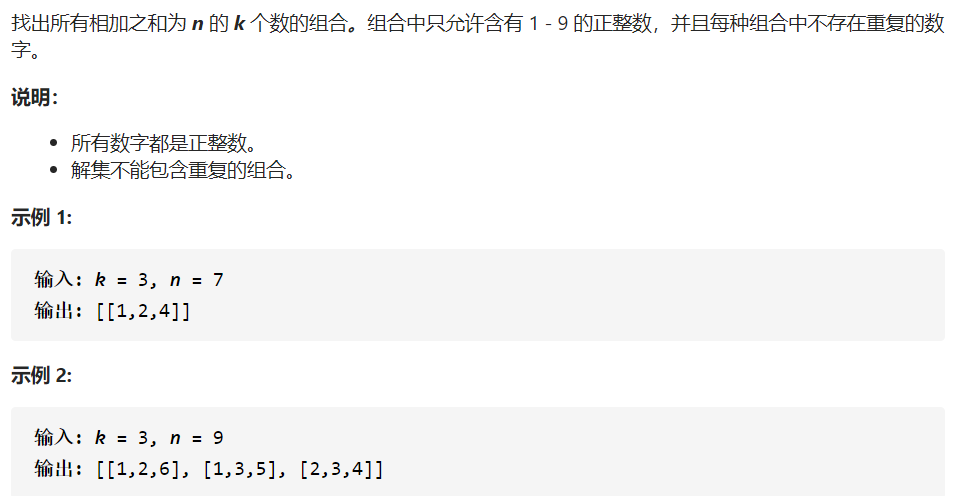 找出所有相加之和为 n 的 k 个数的组合。组合中只允许含有 1 - 9 的正整数，并且每种组合中不存在重复的数
字。
说明：
所有数字都是正整数。
解集不能包含重复的组合。
示例 1:
输入: k = 3, n = 7
输出: [[1,2,4]]
示例 2:
输入: k = 3, n = 9
输出: [[1,2,6], [1,3,5], [2,3,4]]